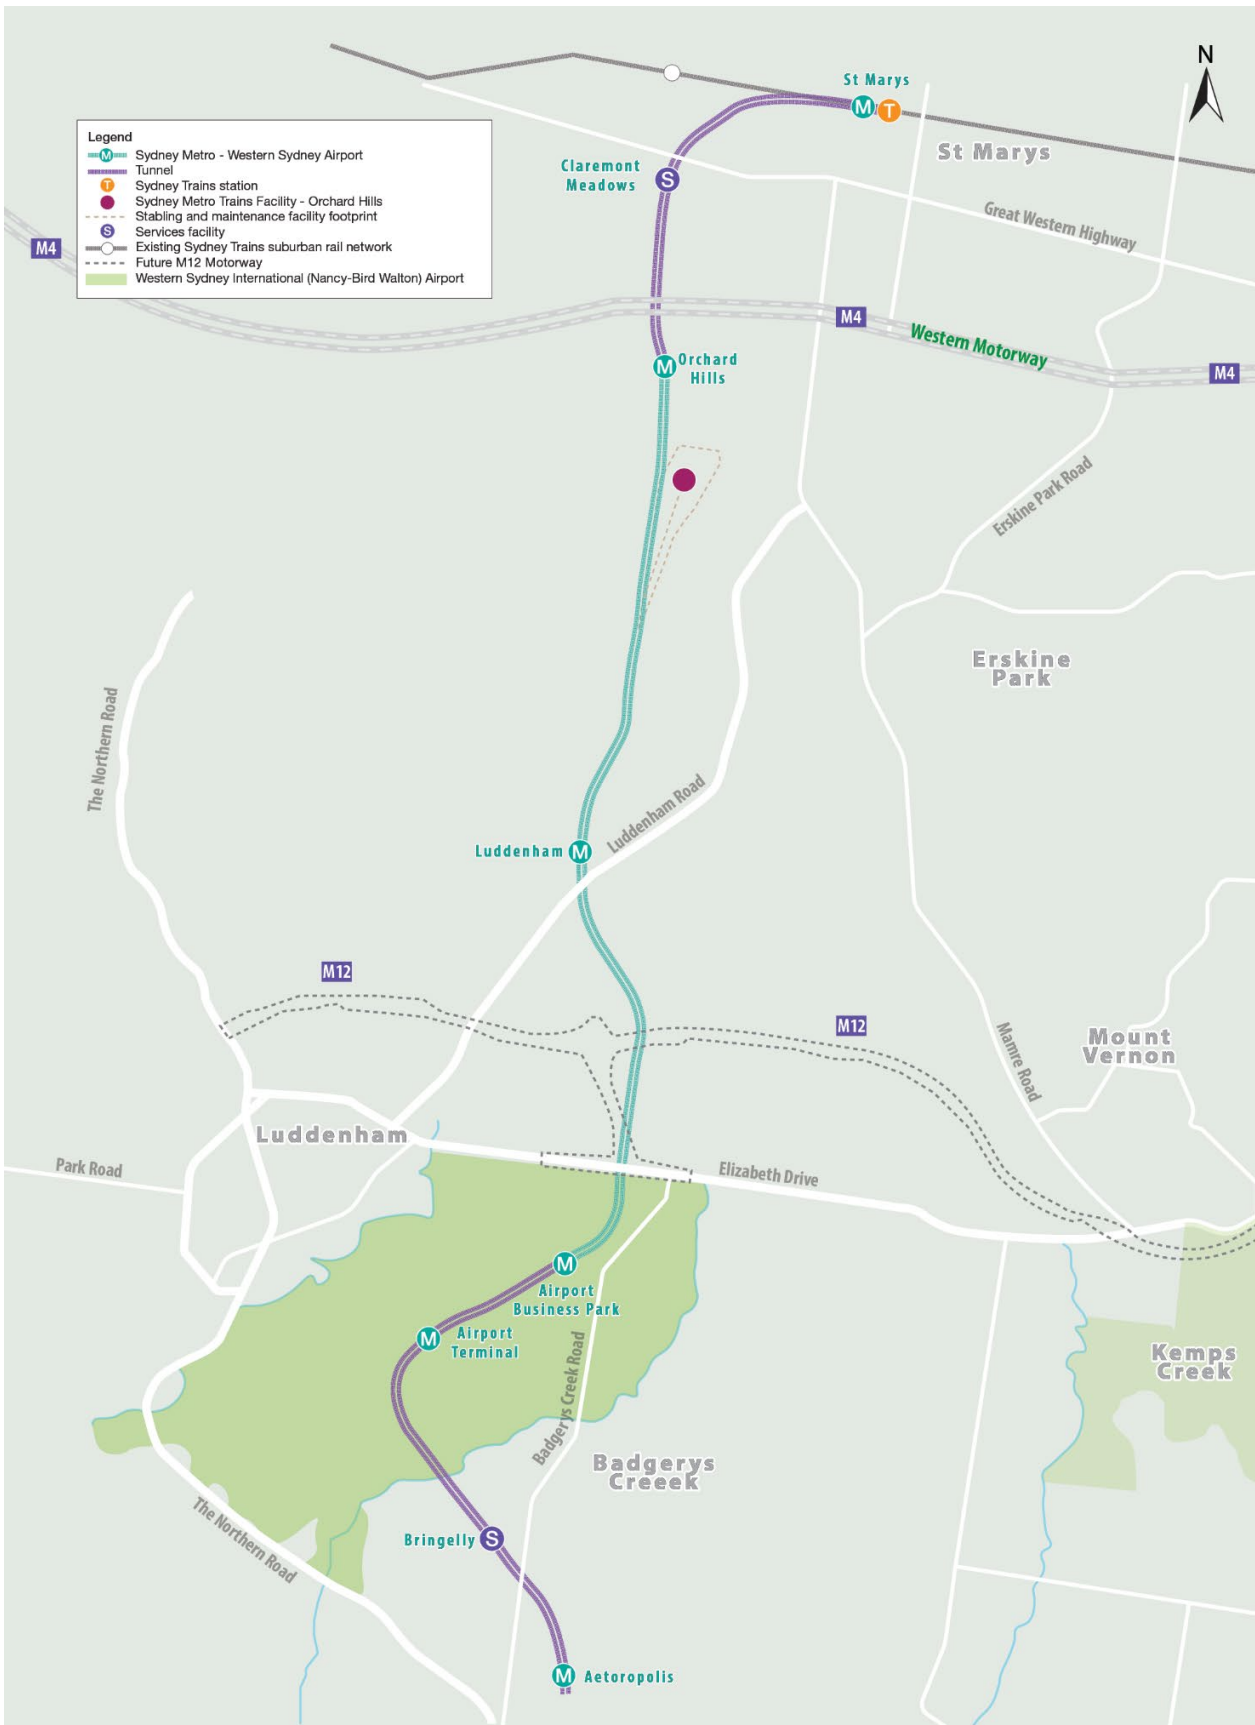 N
St Marys
M
T
St Marys
Legend
M Sydney Metro - Western Sydney Airport
Tunnel
T Sydney Trains station
Sydney Metro Trains Facility - Orchard Hills
Stabling and maintenance facility footprint
S Services facility
Existing Sydney Trains suburban rail network
Future M12 Motorway
Western Sydney International (Nancy-Bird Walton) Airport
Claremont
Meadows
S
Great Western Highway
M4
M4
Western Motorway
M4
M
Orchard
Hills
Erskine Park Road
Erskine
Park
The Northern Road
Luddenham Road
Luddenham
M
M12
M12
Mamre Road
Mount
Vernon
Luddenham
Park Road
Elizabeth Drive
M
Airport
Business Park
M
Airport
Terminal
Badgerys Creek Road
Kemps
Creek
Badgerys
Creeek
The Northern Road
Bringelly
S
M
Aetoropolis